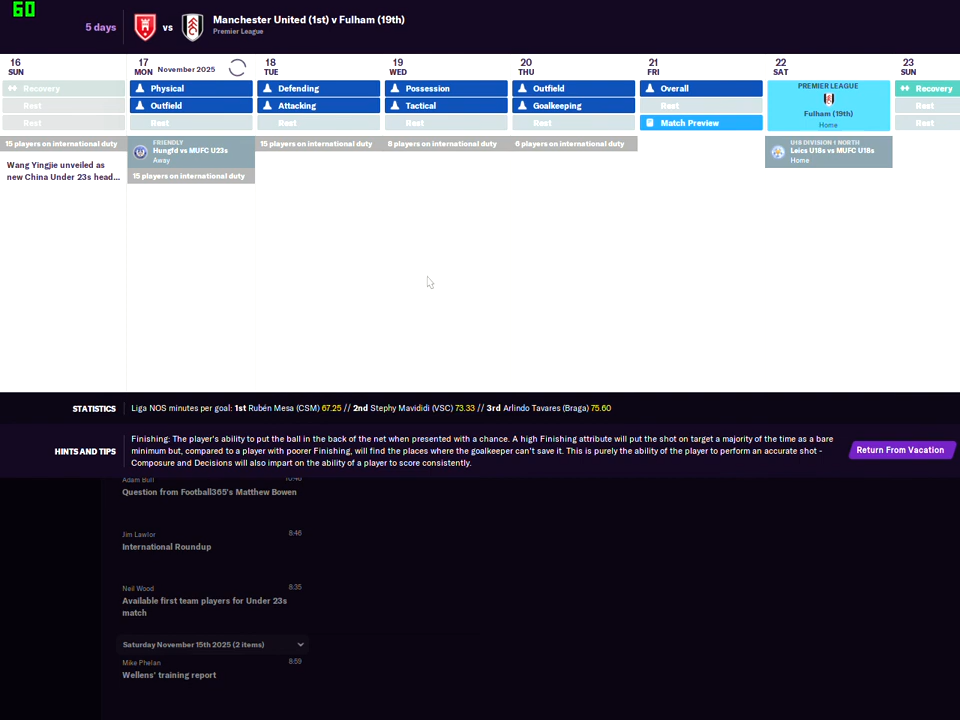 60
5 days
vs
Manchester United (1st) v Fulham (19th)
Premier League
16
SUN
17
MON November 2025
18
TUE
19
WED
20
THU
21
FRI
22
SAT
23
SUN
Recovery
Physical
Defending
Possession
Outfield
Overall
PREMIER LEAGUE
Fulham (19th)
Home
Recovery
Rest
Outfield
Attacking
Tactical
Goalkeeping
Rest
Rest
Rest
Rest
Rest
Rest
Rest
Match Preview
Rest
15 players on international duty
FRIENDLY
Hungf'd vs MUFC U23s
Away
15 players on international duty
15 players on international duty
8 players on international duty
6 players on international duty
U18 DIVISION 1 NORTH
Leics U18s vs MUFC U18s
Home
Wang Yingjie unveiled as
new China Under 23s head...
STATISTICS
Liga NOS minutes per goal: 1st Rubén Mesa (CSM) 67.25 // 2nd Stephy Mavididi (VSC) 73.33 // 3rd Arlindo Tavares (Braga) 75.60
HINTS AND TIPS
Finishing: The player's ability to put the ball in the back of the net when presented with a chance. A high Finishing attribute will put the shot on target a majority of the time as a bare
minimum but, compared to a player with poorer Finishing, will find the places where the goalkeeper can't save it. This is purely the ability of the player to perform an accurate shot -
Composure and Decisions will also impart on the ability of a player to score consistently.
Return From Vacation
Adam Bull
Question from Football365's Matthew Bowen
Jim Lawlor 8:46
International Roundup
Neil Wood 8:35
Available first team players for Under 23s
match
Saturday November 15th 2025 (2 items)
Mike Phelan 8:59
Wellens' training report